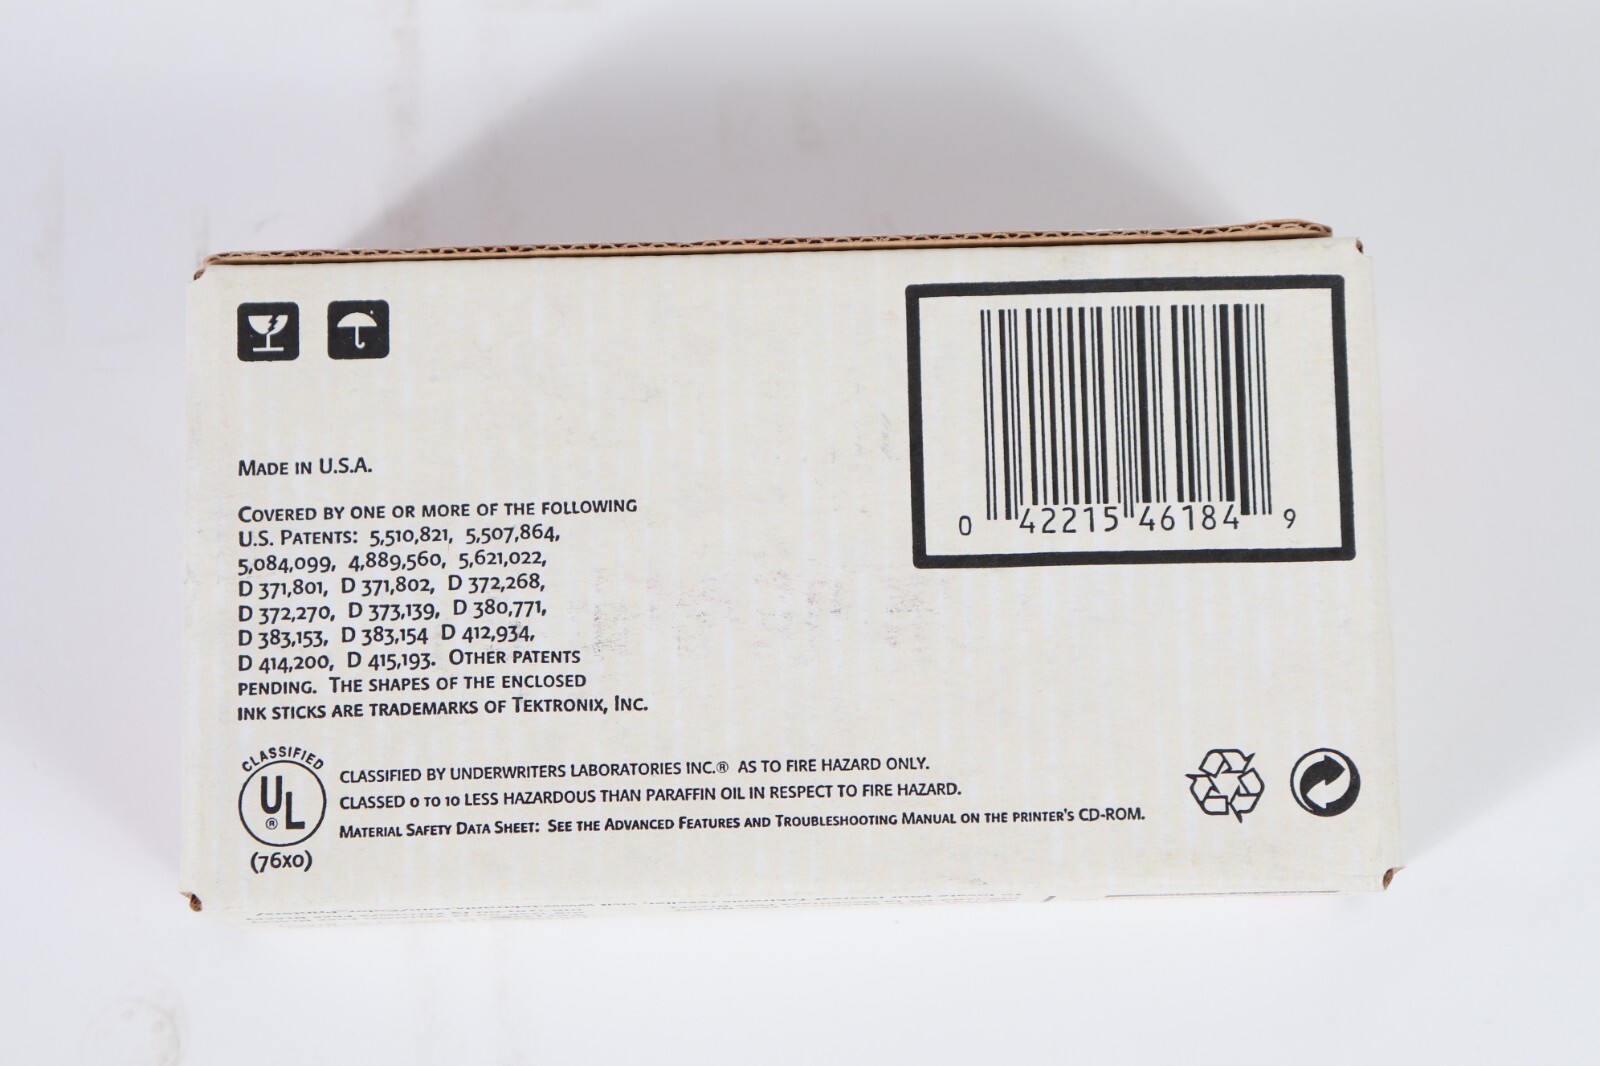 Made in U.S.A.
Covered by one or more of the following
U.S. Patents: 5,510,821, 5,507,864,
5,084,099, 4,889,560, 5,621,022,
D 371,801, D 371,802, D 372,268,
D 372,270, D 373,139, D 380,771,
D 383,153, D 383,154 D 412,934,
D 414,200, D 415,193. Other patents
pending. The shapes of the enclosed
ink sticks are trademarks of Tektronix, Inc.
0 42215 46184 9
CLASSIFIED
UL
®
(76x0)
classified by Underwriters Laboratories Inc.® as to fire hazard only.
classed 0 to 10 less hazardous than paraffin oil in respect to fire hazard.
Material Safety Data Sheet: See the Advanced Features and Troubleshooting Manual on the printer's CD-ROM.